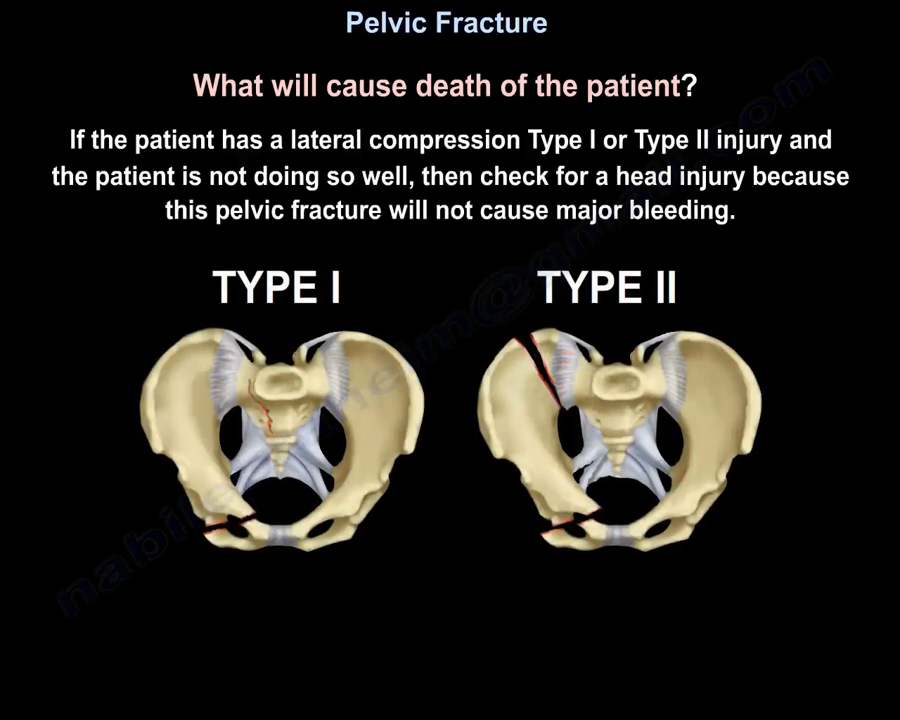 Pelvic Fracture
What will cause death of the patient?
If the patient has a lateral compression Type I or Type II injury and
the patient is not doing so well, then check for a head injury because
this pelvic fracture will not cause major bleeding.
TYPE I
TYPE II